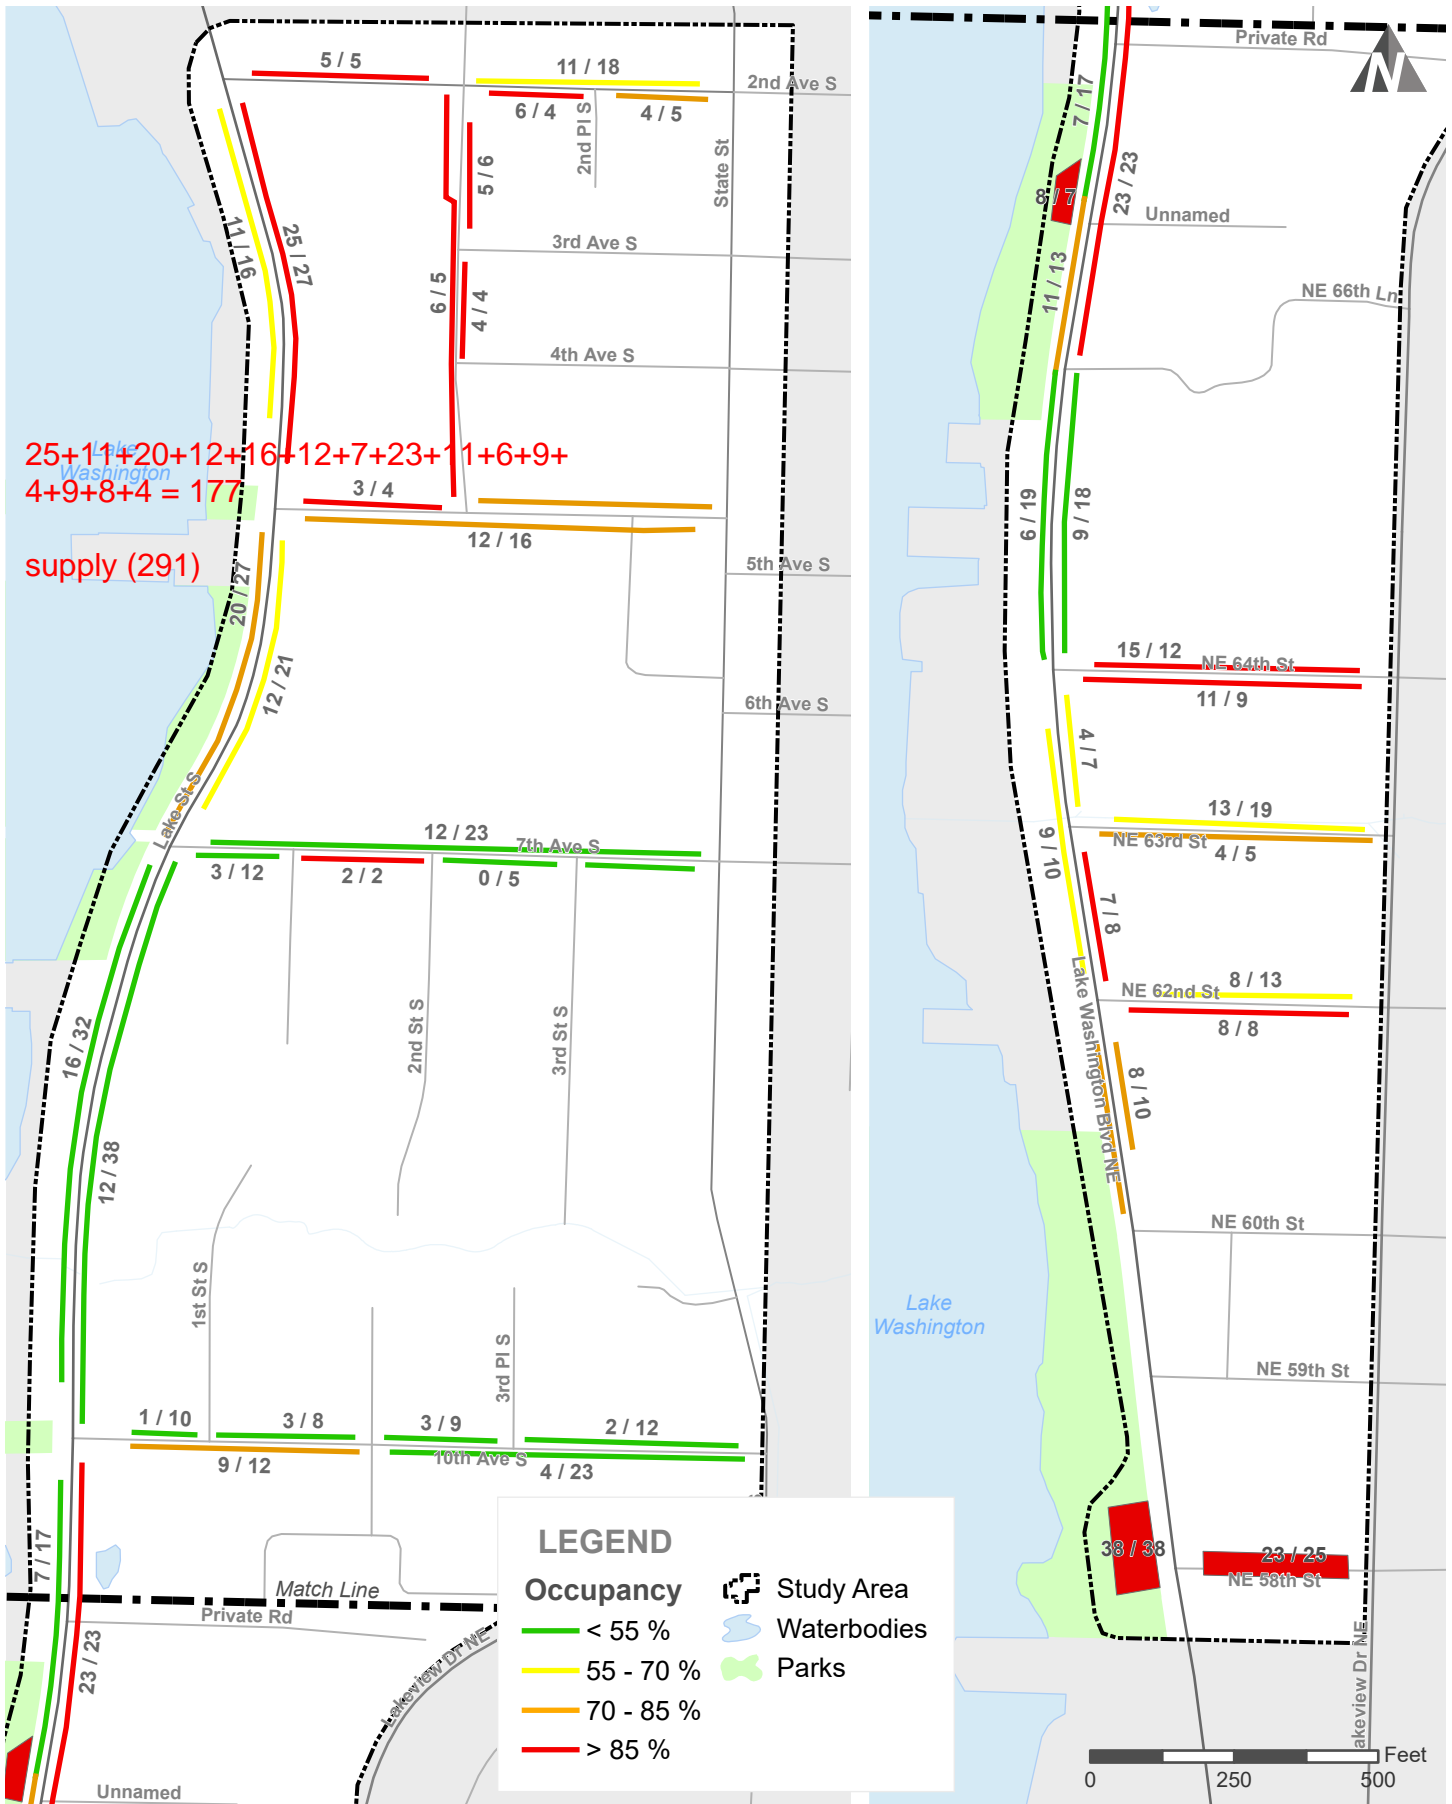 5 / 5
11 / 18
2nd Ave S
6 / 4
4 / 5
2nd Pl S
State St
5 / 6
11 / 16
25 / 27
3rd Ave S
6 / 5
4 / 4
4th Ave S
Lake
Washington
25+11+20+12+16+12+7+23+11+6+9+
4+9+8+4 = 177
supply (291)
3 / 4
12 / 16
5th Ave S
20 / 27
12 / 21
6th Ave S
Lake St S
12 / 23
7th Ave S
3 / 12
2 / 2
0 / 5
16 / 32
2nd St S
3rd St S
12 / 38
1st St S
3rd Pl S
1 / 10
3 / 8
3 / 9
2 / 12
9 / 12
10th Ave S
4 / 23
7 / 17
Match Line
Private Rd
23 / 23
Lakeview Dr NE
Unnamed
LEGEND
Occupancy
< 55 %
55 - 70 %
70 - 85 %
> 85 %
Study Area
Waterbodies
Parks
Private Rd
N
7 / 17
23 / 23
8 / 7
Unnamed
11 / 13
NE 66th Ln
6 / 19
9 / 18
15 / 12
NE 64th St
11 / 9
4 / 7
13 / 19
NE 63rd St
4 / 5
9 / 10
7 / 8
Lake Washington Blvd NE
8 / 13
NE 62nd St
8 / 8
8 / 10
NE 60th St
Lake
Washington
NE 59th St
38 / 38
23 / 25
NE 58th St
akeview Dr NE
Feet
0
250
500